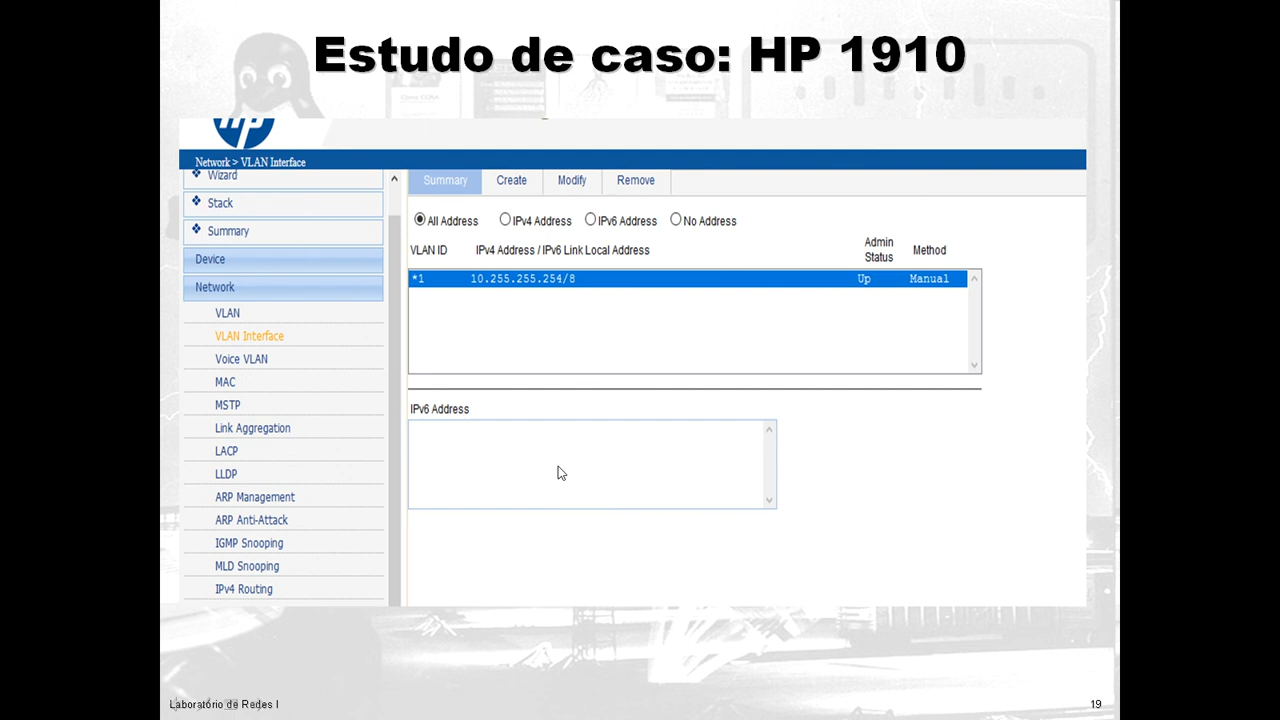 Estudo de caso: HP 1910
hp
Network > VLAN Interface
Wizard
Stack
Summary
Device
Network
VLAN
VLAN Interface
Voice VLAN
MAC
MSTP
Link Aggregation
LACP
LLDP
ARP Management
ARP Anti-Attack
IGMP Snooping
MLD Snooping
IPv4 Routing
Summary Create Modify Remove
All Address IPv4 Address IPv6 Address No Address
VLAN ID IPv4 Address / IPv6 Link Local Address Admin Status Method
*1 10.255.255.254/8 Up Manual
IPv6 Address
Laboratório de Redes I
19